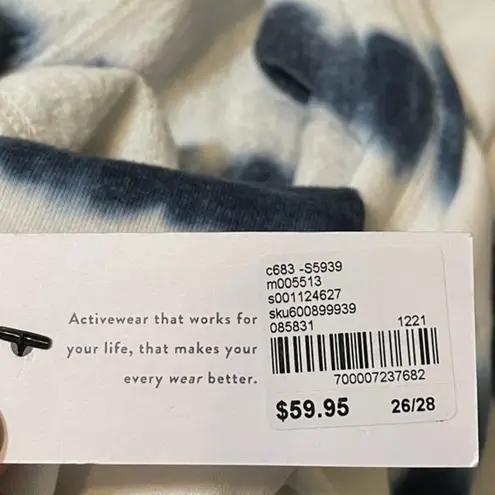 Activewear that works for
your life, that makes your
every wear better.
c683 -S5939
m005513
s001124627
sku600899939
085831
1221
700007237682
$59.95 26/28